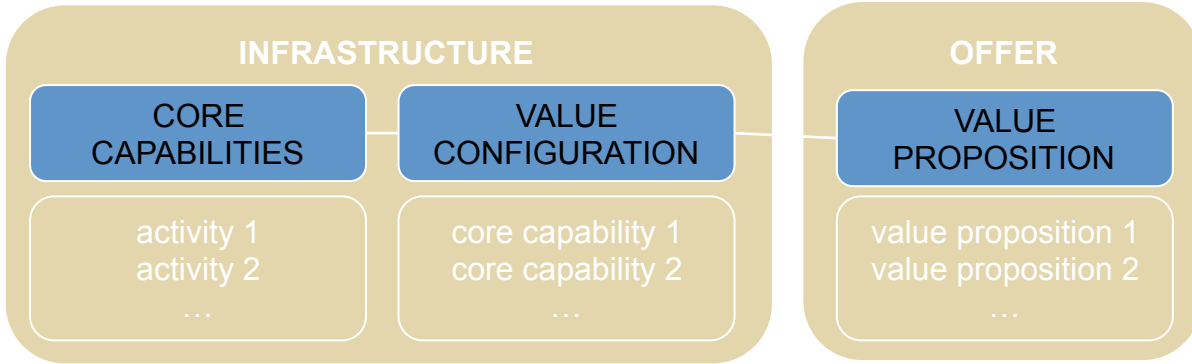 INFRASTRUCTURE
CORE
CAPABILITIES
activity 1
activity 2
…
VALUE
CONFIGURATION
core capability 1
core capability 2
…
OFFER
VALUE
PROPOSITION
value proposition 1
value proposition 2
…